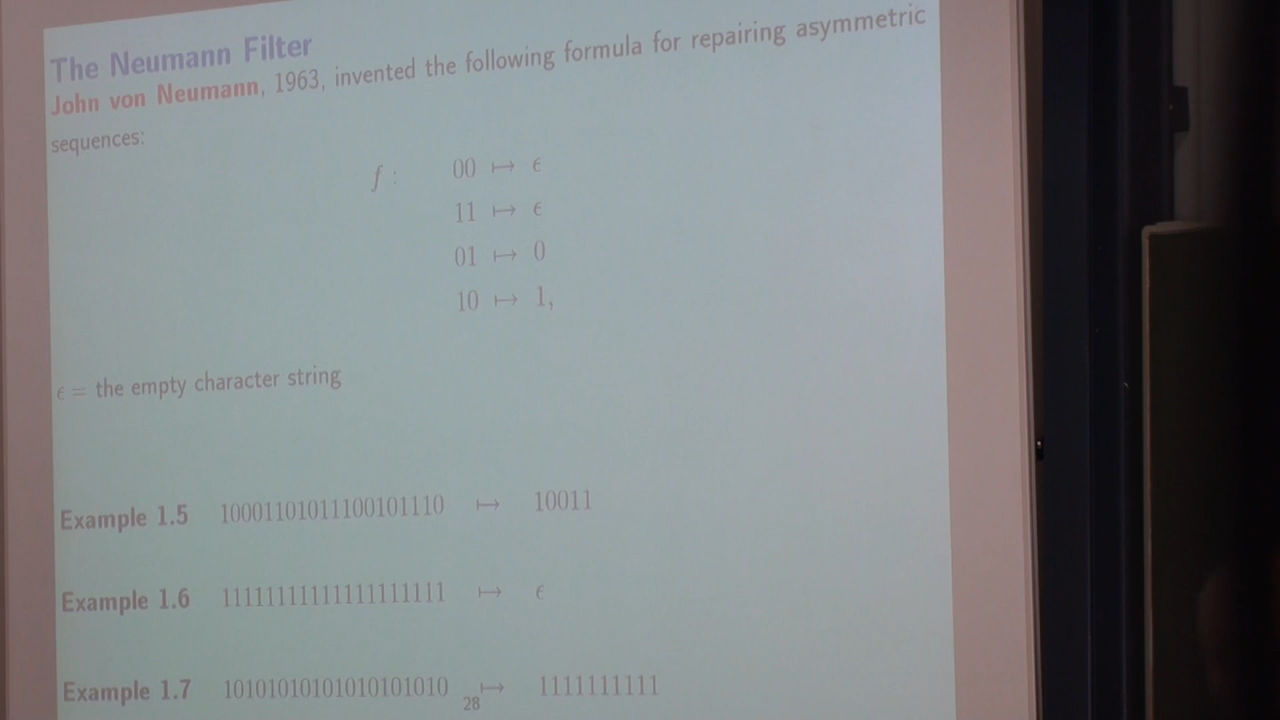 The Neumann Filter
John von Neumann, 1963, invented the following formula for repairing asymmetric
sequences:
f : 00 ↦ ϵ
11 ↦ ϵ
01 ↦ 0
10 ↦ 1,
ϵ = the empty character string
Example 1.5 10001101011100101110 ↦ 10011
Example 1.6 11111111111111111111 ↦ ϵ
Example 1.7 10101010101010101010 ↦ 1111111111
28